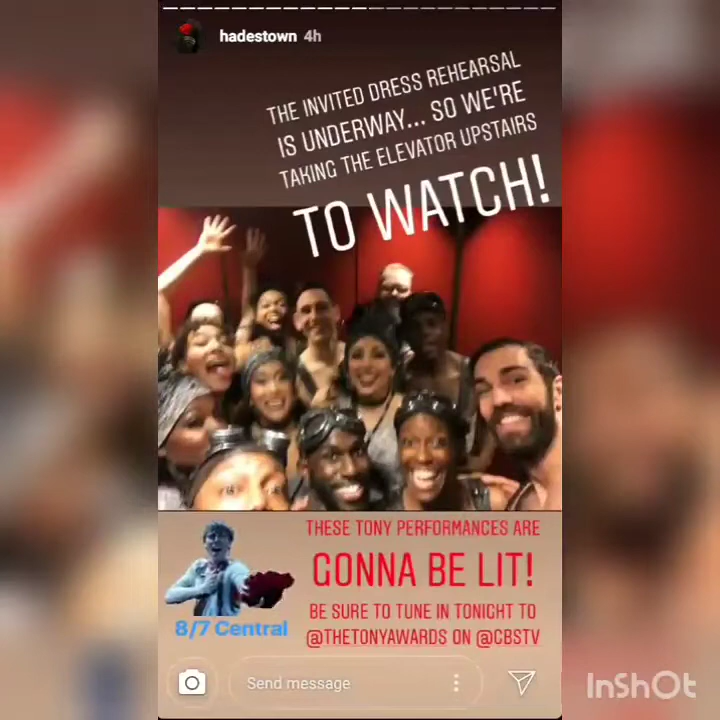 hadestown 4h
THE INVITED DRESS REHEARSAL
IS UNDERWAY... SO WE'RE
TAKING THE ELEVATOR UPSTAIRS
TO WATCH!
THESE TONY PERFORMANCES ARE
GONNA BE LIT!
BE SURE TO TUNE IN TONIGHT TO
@THETONYAWARDS ON @CBSTV
8/7 Central
Send message
InShOt